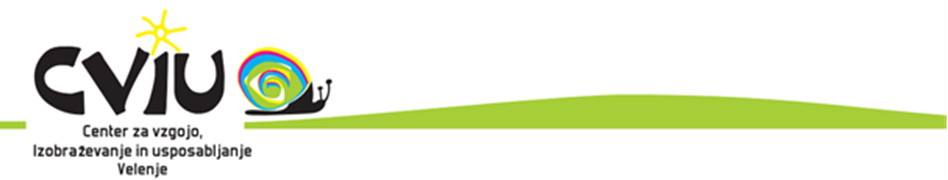 CVIU
Center za vzgojo,
Izobraževanje in usposabljanje
Velenje